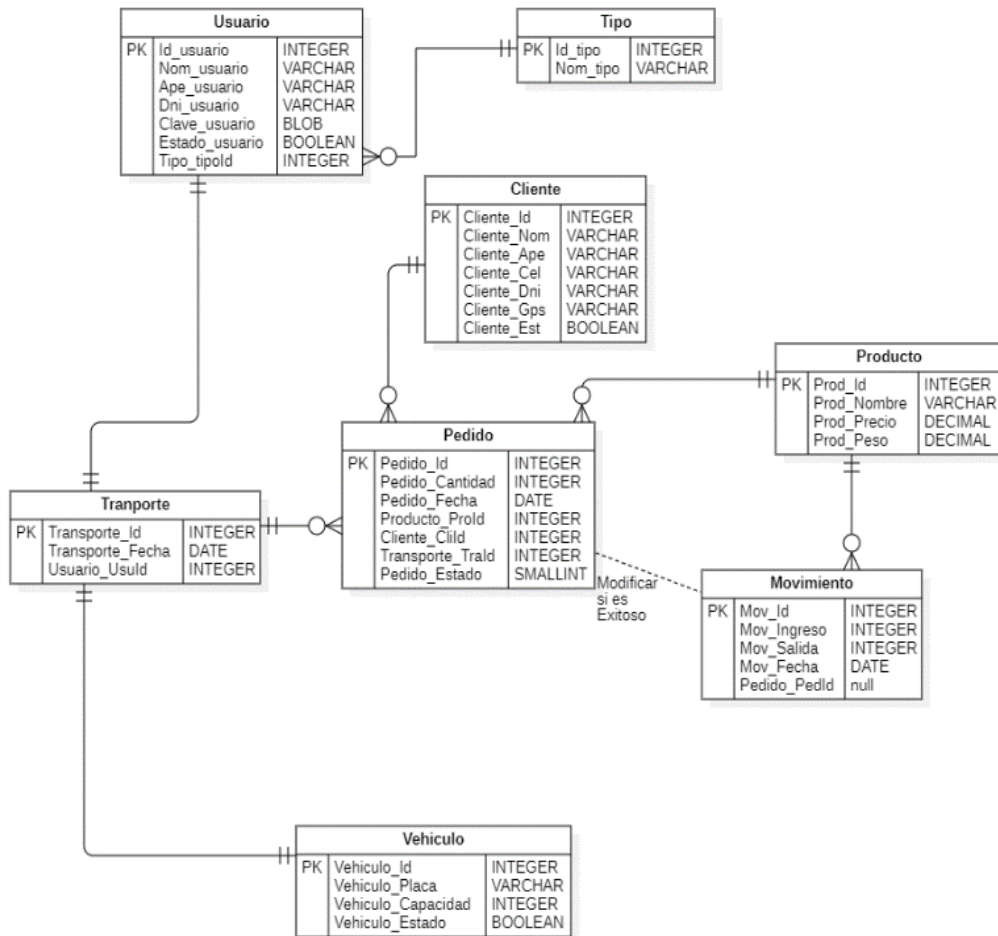 Usuario
PK Id_usuario INTEGER
Nom_usuario VARCHAR
Ape_usuario VARCHAR
Dni_usuario VARCHAR
Clave_usuario BLOB
Estado_usuario BOOLEAN
Tipo_tipoId INTEGER
Tipo
PK Id_tipo INTEGER
Nom_tipo VARCHAR
Cliente
PK Cliente_Id INTEGER
Cliente_Nom VARCHAR
Cliente_Ape VARCHAR
Cliente_Cel VARCHAR
Cliente_Dni VARCHAR
Cliente_Gps VARCHAR
Cliente_Est BOOLEAN
Producto
PK Prod_Id INTEGER
Prod_Nombre VARCHAR
Prod_Precio DECIMAL
Prod_Peso DECIMAL
Pedido
PK Pedido_Id INTEGER
Pedido_Cantidad INTEGER
Pedido_Fecha DATE
Producto_ProId INTEGER
Cliente_CliId INTEGER
Transporte_TraId INTEGER
Pedido_Estado SMALLINT
Tranporte
PK Transporte_Id INTEGER
Transporte_Fecha DATE
Usuario_UsuId INTEGER
Modificar
si es
Exitoso
Movimiento
PK Mov_Id INTEGER
Mov_Ingreso INTEGER
Mov_Salida INTEGER
Mov_Fecha DATE
Pedido_PedId null
Vehiculo
PK Vehiculo_Id INTEGER
Vehiculo_Placa VARCHAR
Vehiculo_Capacidad INTEGER
Vehiculo_Estado BOOLEAN